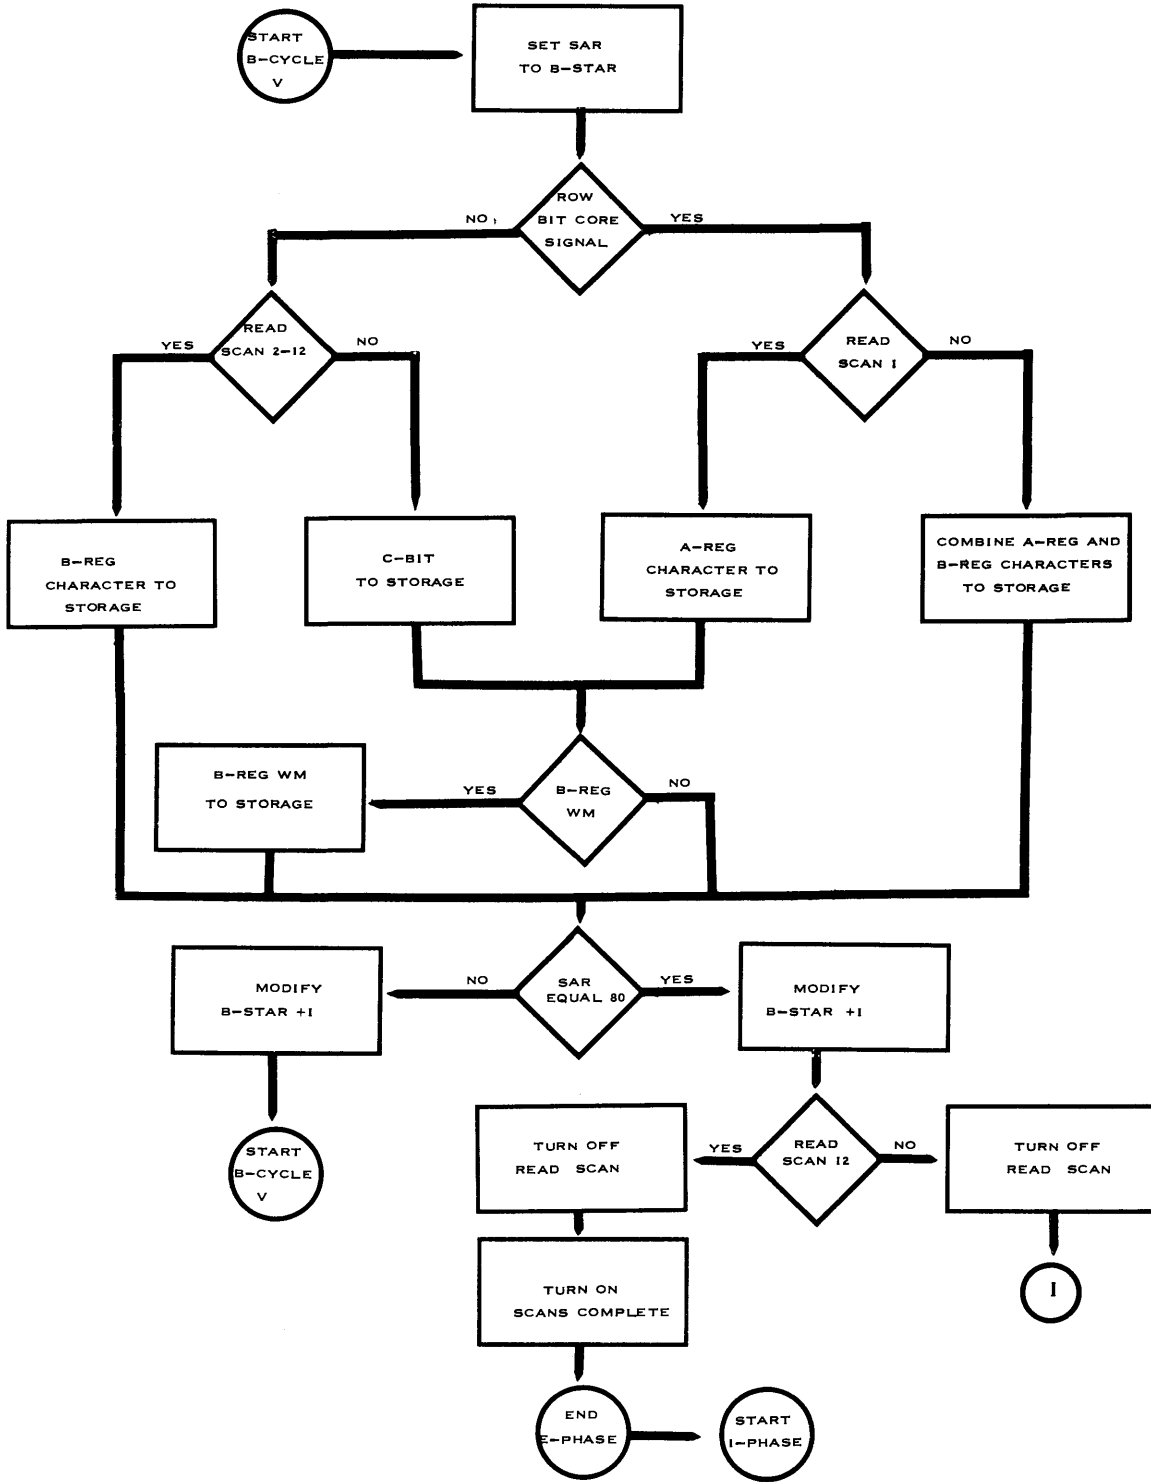 START
B-CYCLE
V
SET SAR
TO B-STAR
ROW
BIT CORE
SIGNAL
NO
YES
READ
SCAN 2-12
YES
NO
READ
SCAN 1
YES
NO
B-REG
CHARACTER TO
STORAGE
C-BIT
TO STORAGE
A-REG
CHARACTER TO
STORAGE
COMBINE A-REG AND
B-REG CHARACTERS
TO STORAGE
B-REG WM
TO STORAGE
YES
B-REG
WM
NO
MODIFY
B-STAR +1
NO
SAR
EQUAL 80
YES
MODIFY
B-STAR +1
START
B-CYCLE
V
TURN OFF
READ SCAN
YES
READ
SCAN 12
NO
TURN OFF
READ SCAN
TURN ON
SCANS COMPLETE
I
END
E-PHASE
START
I-PHASE